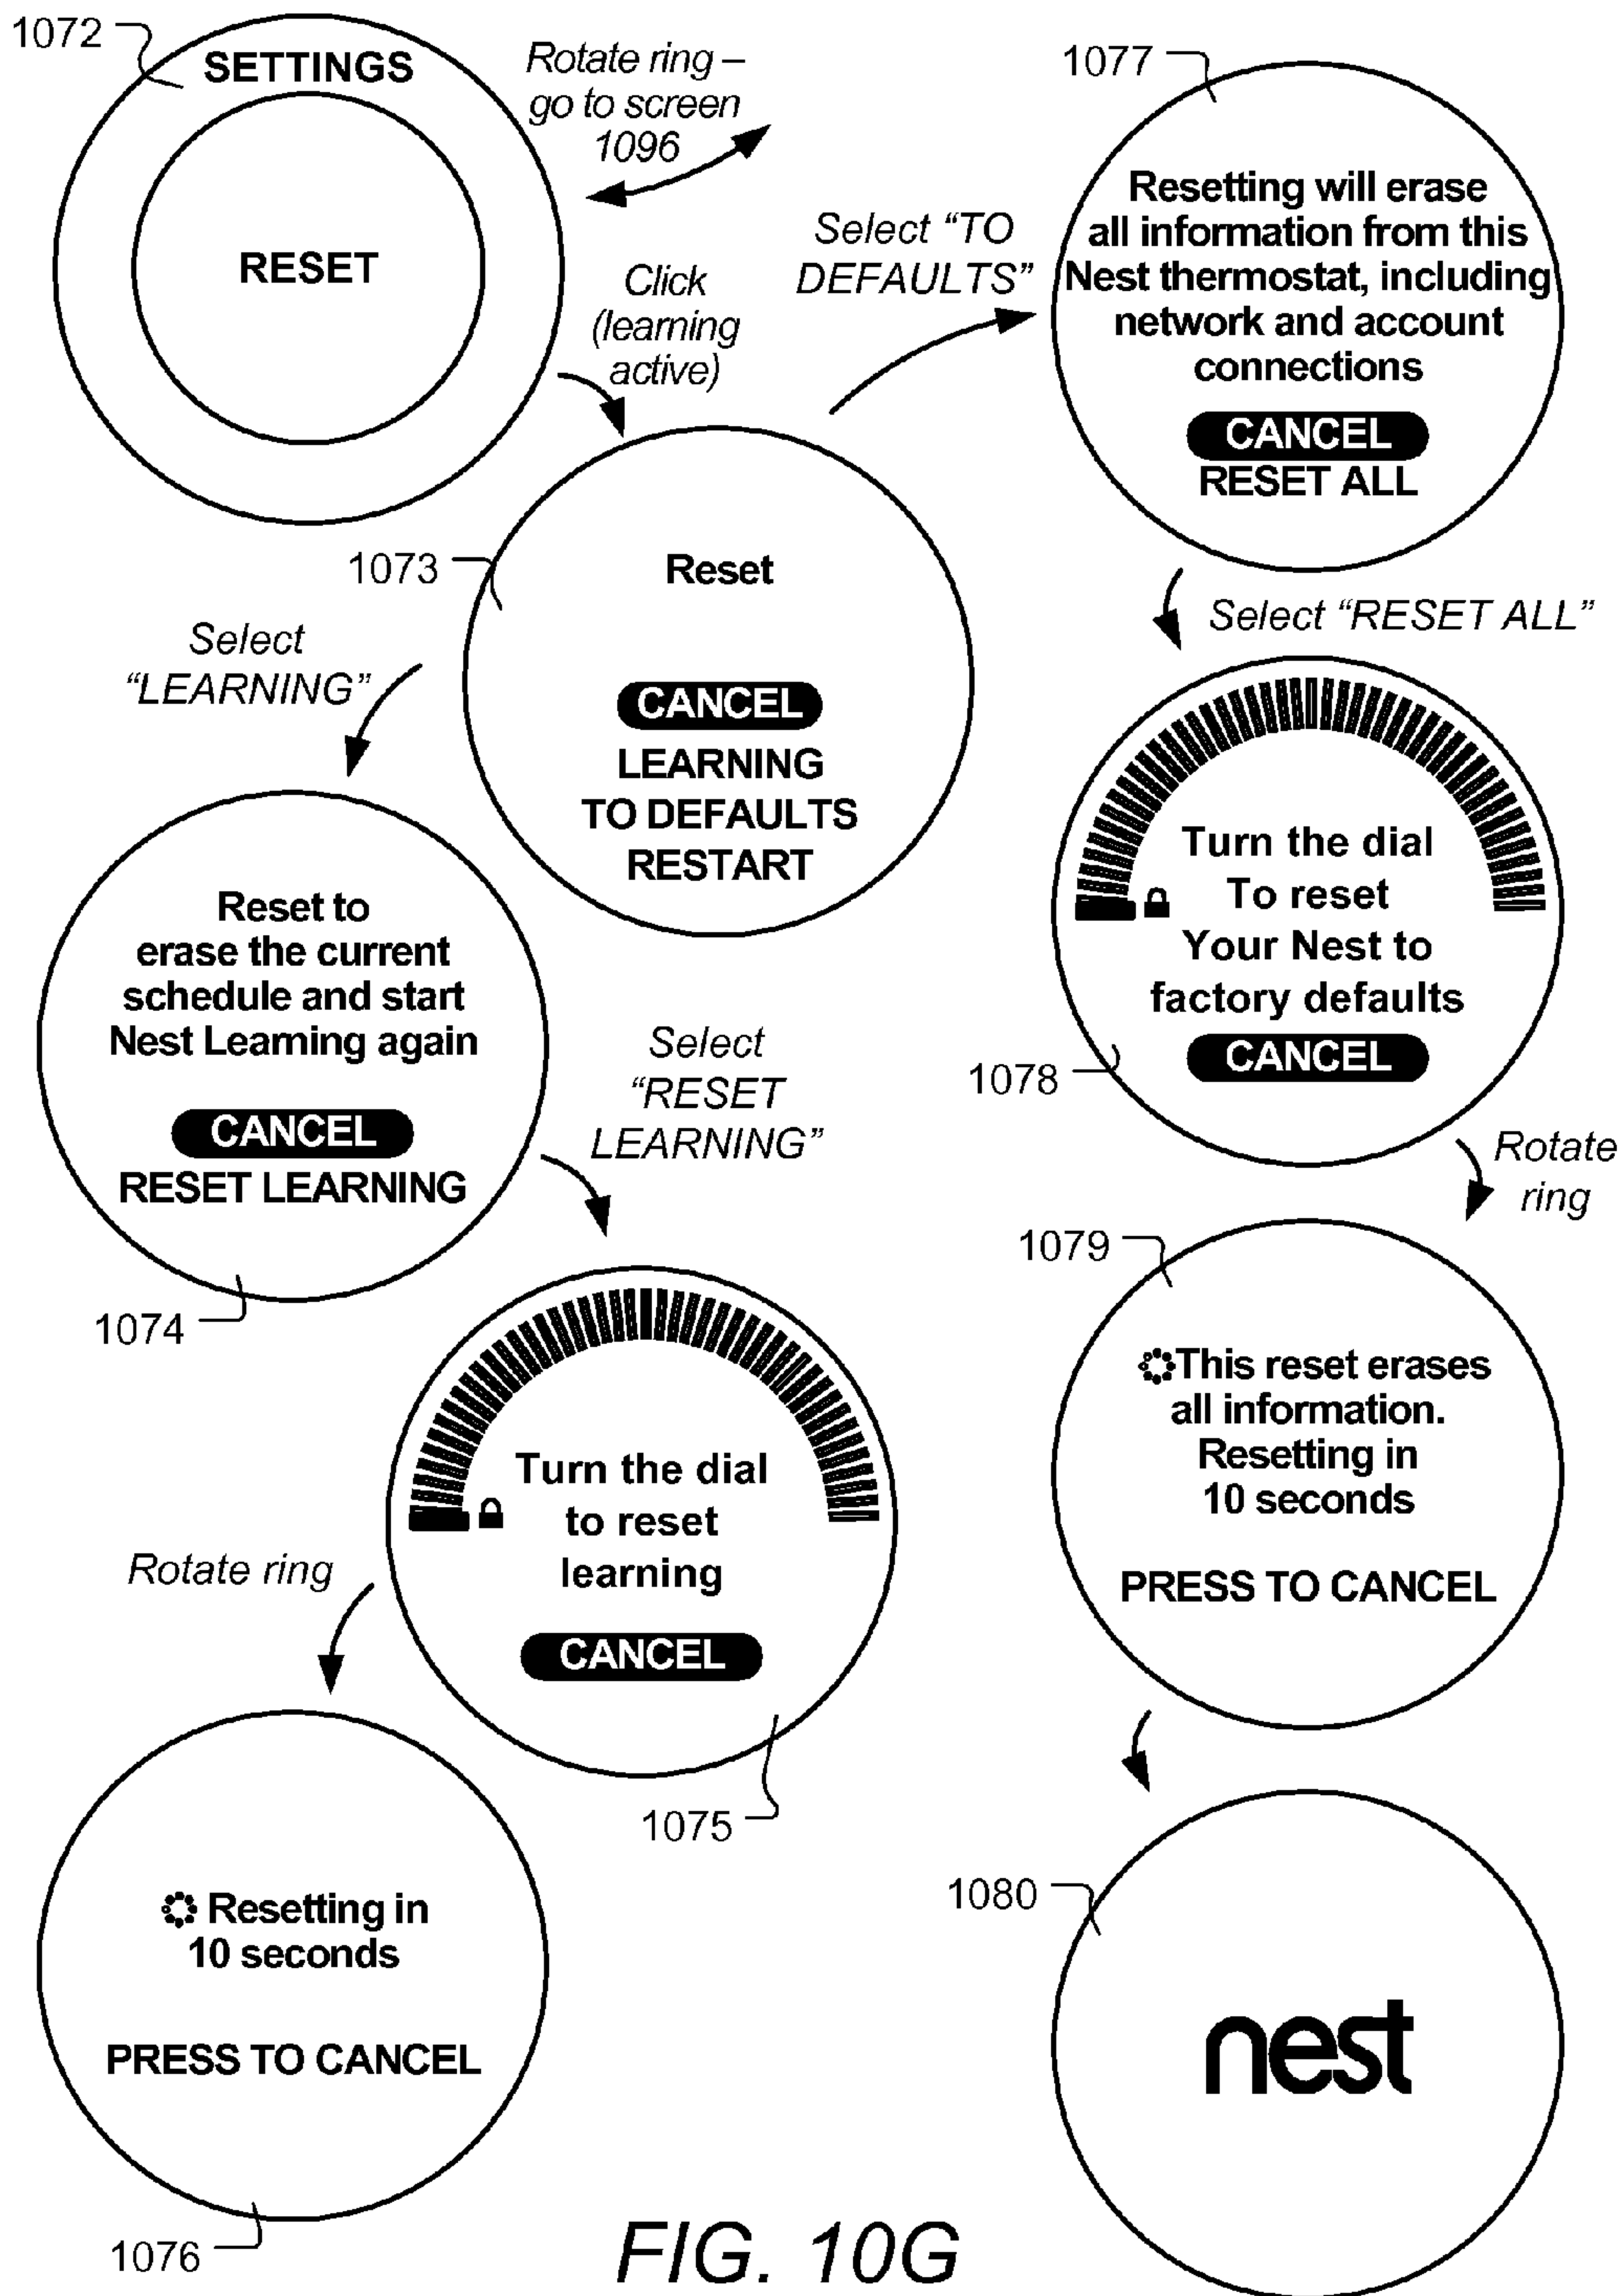 1072
SETTINGS
RESET
Rotate ring –
go to screen
1096
Click
(learning
active)
Select “TO
DEFAULTS”
1077
Resetting will erase
all information from this
Nest thermostat, including
network and account
connections
CANCEL
RESET ALL
1073
Reset
CANCEL
LEARNING
TO DEFAULTS
RESTART
Select
“LEARNING”
Select “RESET ALL”
Turn the dial
To reset
Your Nest to
factory defaults
CANCEL
1078
Reset to
erase the current
schedule and start
Nest Learning again
CANCEL
RESET LEARNING
1074
Select
“RESET
LEARNING”
Rotate
ring
1079
This reset erases
all information.
Resetting in
10 seconds
PRESS TO CANCEL
Turn the dial
to reset
learning
CANCEL
1075
Rotate ring
Resetting in
10 seconds
PRESS TO CANCEL
1076
1080
nest
FIG. 10G